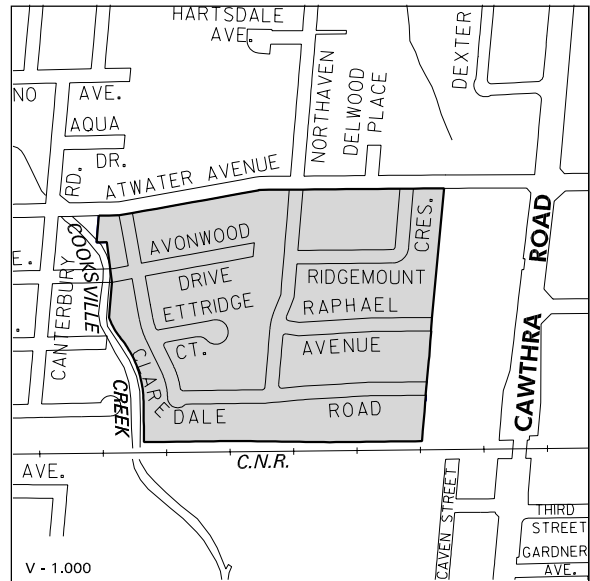 HARTSDALE
AVE.
NORTHAVEN
DELWOOD
PLACE
DEXTER
NO AVE.
AQUA
DR.
RD.
ATWATER AVENUE
CANTERBURY
COOKSVILLE
CREEK
E.
.
AVONWOOD
DRIVE
ETTRIDGE
CT.
CRES.
RIDGEMOUNT
RAPHAEL
AVENUE
CLARE
DALE ROAD
CAWTHRA ROAD
C.N.R.
AVE.
CAVEN STREET
THIRD
STREET
GARDNER
AVE.
V - 1.000